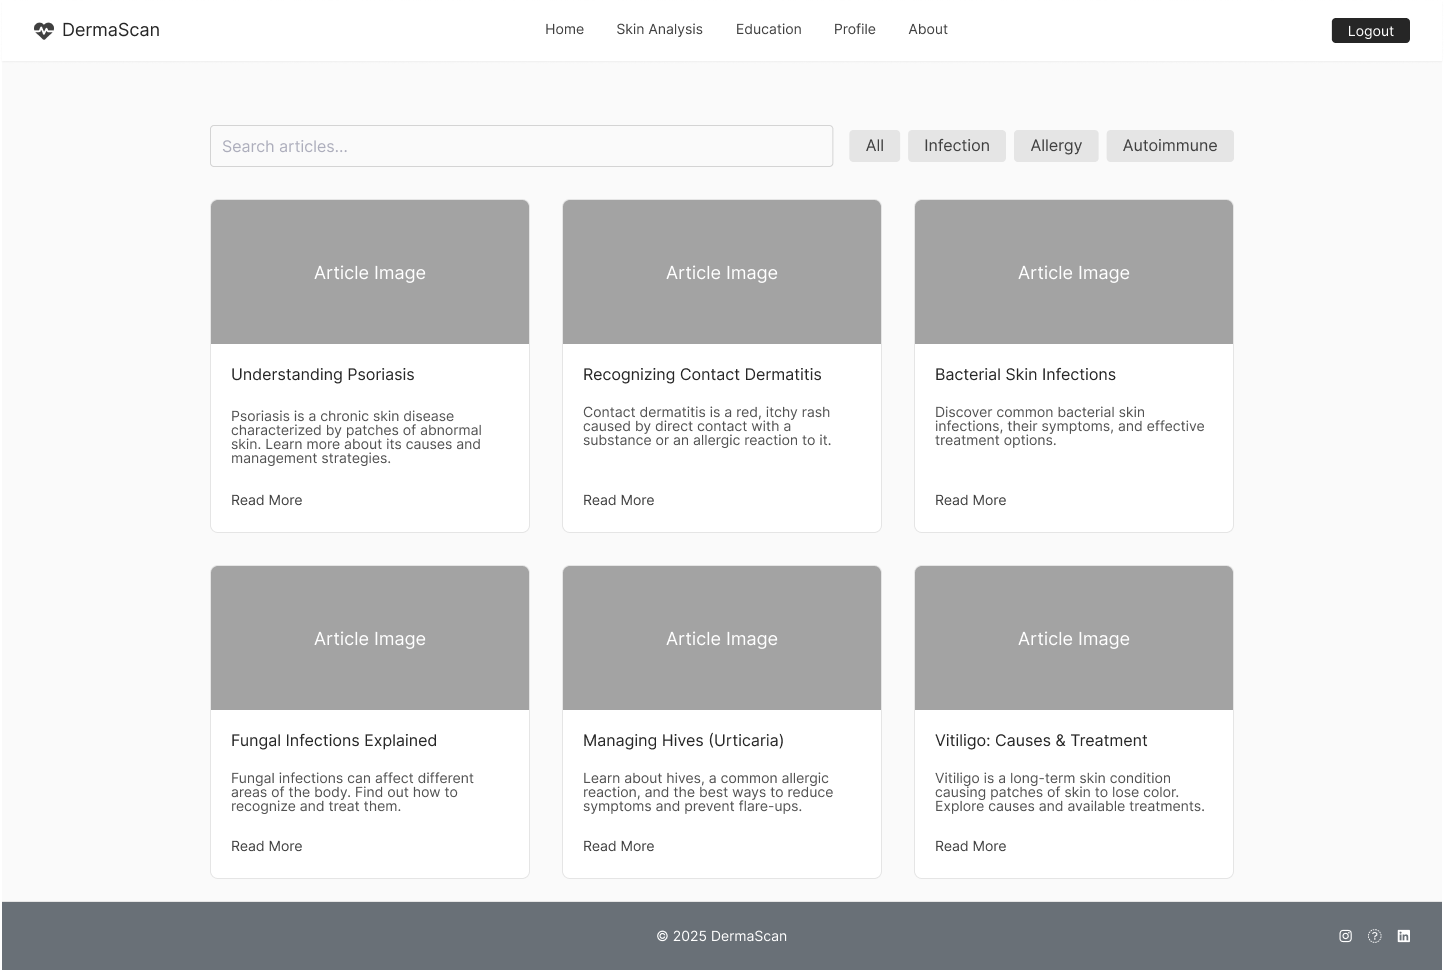 DermaScan
Home Skin Analysis Education Profile About
Logout
Search articles...
All Infection Allergy Autoimmune
Article Image
Understanding Psoriasis
Psoriasis is a chronic skin disease
characterized by patches of abnormal
skin. Learn more about its causes and
management strategies.
Read More
Article Image
Recognizing Contact Dermatitis
Contact dermatitis is a red, itchy rash
caused by direct contact with a
substance or an allergic reaction to it.
Read More
Article Image
Bacterial Skin Infections
Discover common bacterial skin
infections, their symptoms, and effective
treatment options.
Read More
Article Image
Fungal Infections Explained
Fungal infections can affect different
areas of the body. Find out how to
recognize and treat them.
Read More
Article Image
Managing Hives (Urticaria)
Learn about hives, a common allergic
reaction, and the best ways to reduce
symptoms and prevent flare-ups.
Read More
Article Image
Vitiligo: Causes & Treatment
Vitiligo is a long-term skin condition
causing patches of skin to lose color.
Explore causes and available treatments.
Read More
© 2025 DermaScan